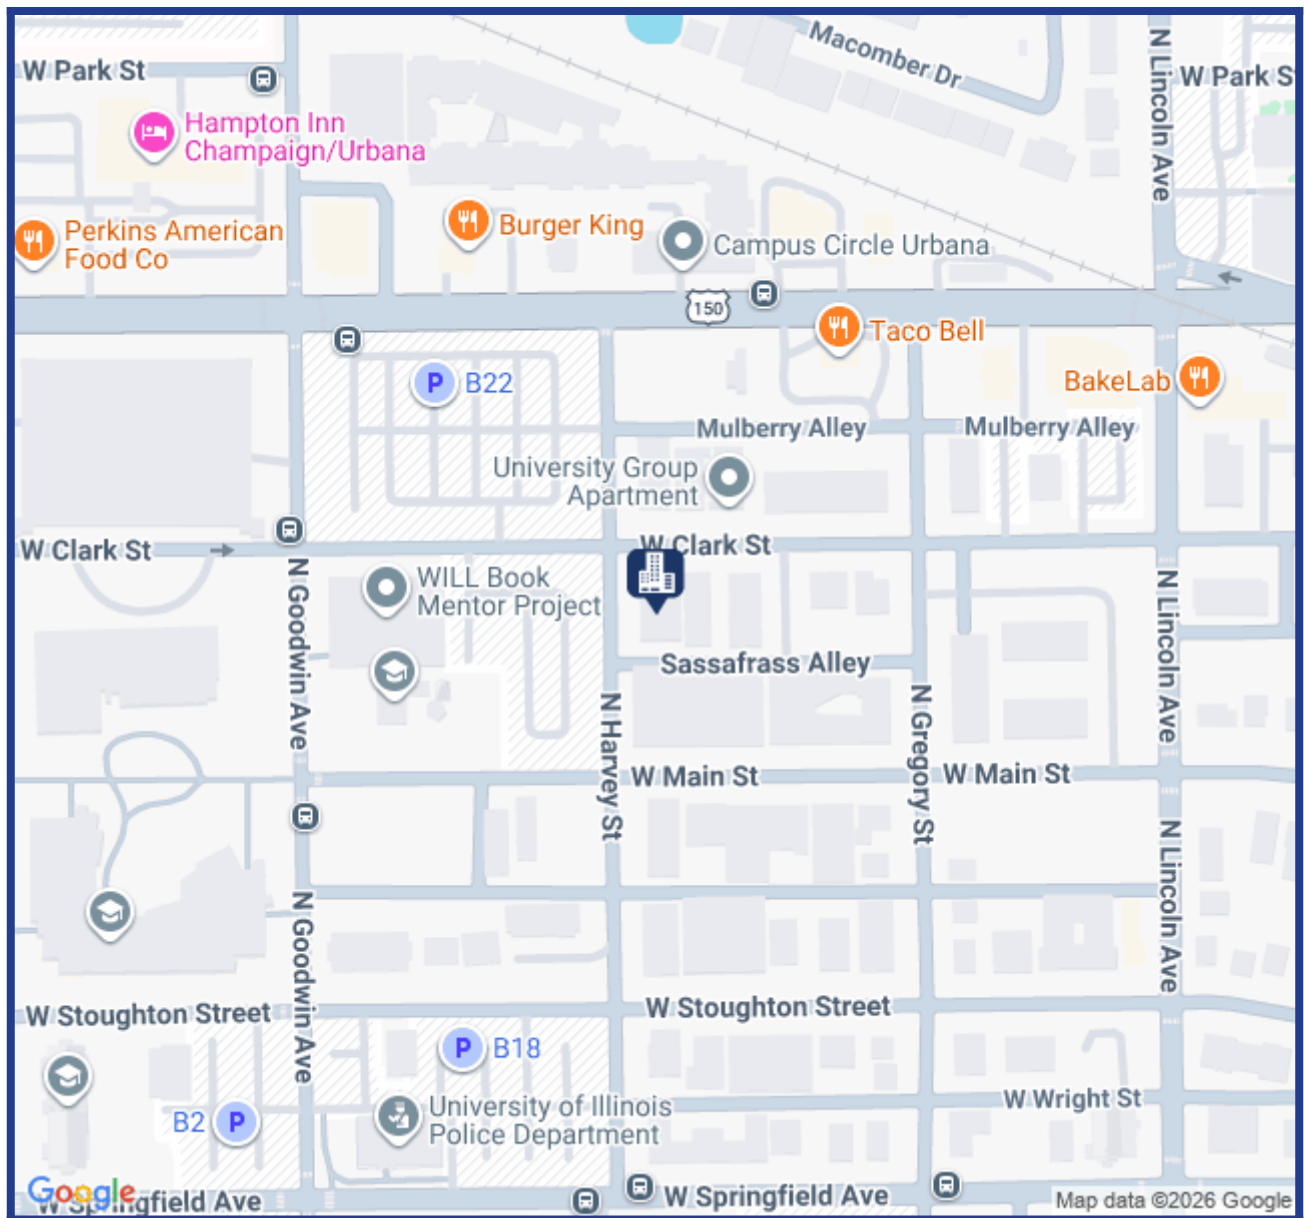 W Park St
Macomber Dr
N Lincoln Ave
W Park S
Hampton Inn
Champaign/Urbana
Perkins American
Food Co
Burger King
Campus Circle Urbana
150
Taco Bell
BakeLab
P B22
Mulberry Alley
Mulberry Alley
University Group
Apartment
W Clark St
W Clark St
N Goodwin Ave
WILL Book
Mentor Project
N Lincoln Ave
Sassafrass Alley
N Harvey St
N Gregory St
W Main St
W Main St
N Lincoln Ave
N Goodwin Ave
W Stoughton Street
W Stoughton Street
P B18
W Wright St
B2 P
University of Illinois
Police Department
Google
W Springfield Ave
W Springfield Ave
Map data ©2026 Google